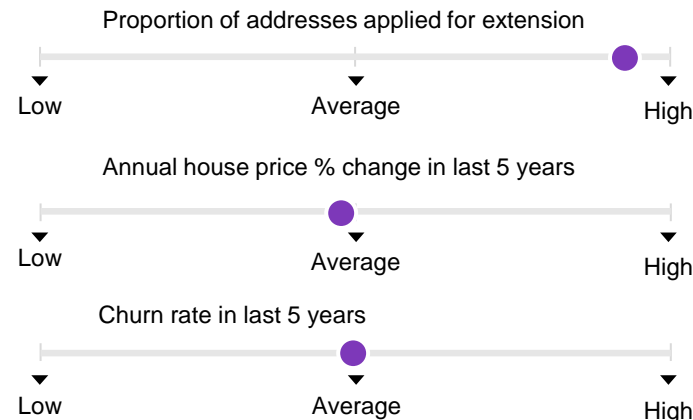 Proportion of addresses applied for extension
Low Average High
Annual house price % change in last 5 years
Low Average High
Churn rate in last 5 years
Low Average High